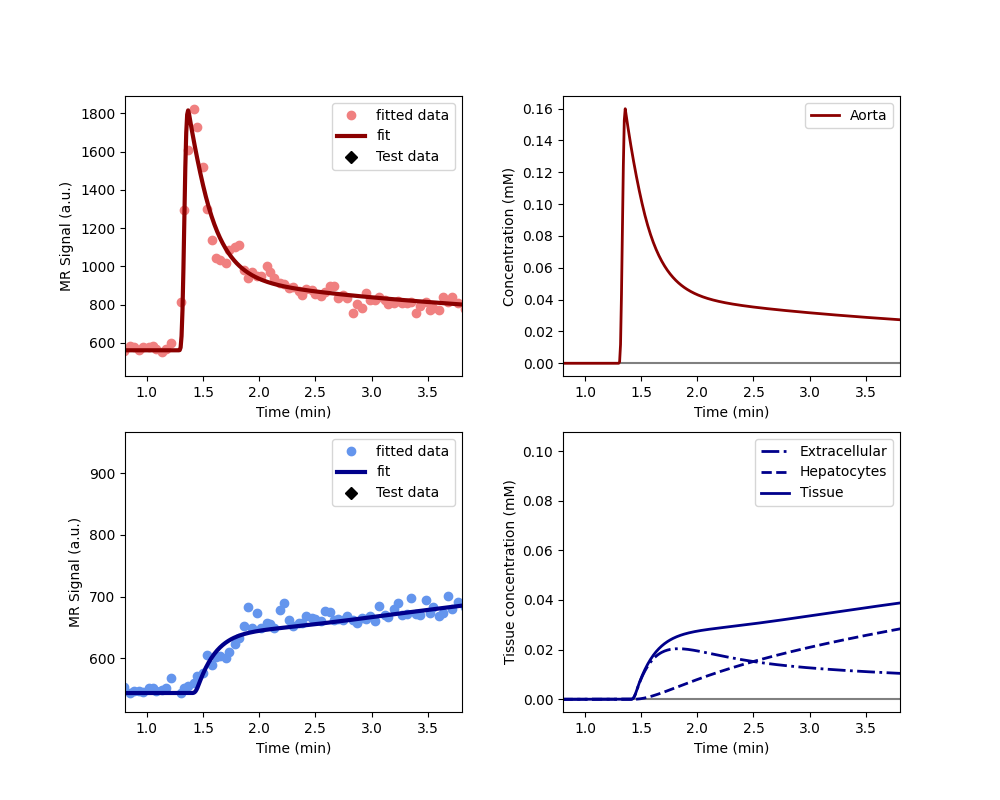 1800
1600
1400
1200
1000
800
600
MR Signal (a.u.)
1.0 1.5 2.0 2.5 3.0 3.5
Time (min)
fitted data
fit
Test data
0.16
0.14
0.12
0.10
0.08
0.06
0.04
0.02
0.00
Concentration (mM)
1.0 1.5 2.0 2.5 3.0 3.5
Time (min)
Aorta
900
800
700
600
MR Signal (a.u.)
1.0 1.5 2.0 2.5 3.0 3.5
Time (min)
fitted data
fit
Test data
0.10
0.08
0.06
0.04
0.02
0.00
Tissue concentration (mM)
1.0 1.5 2.0 2.5 3.0 3.5
Time (min)
Extracellular
Hepatocytes
Tissue